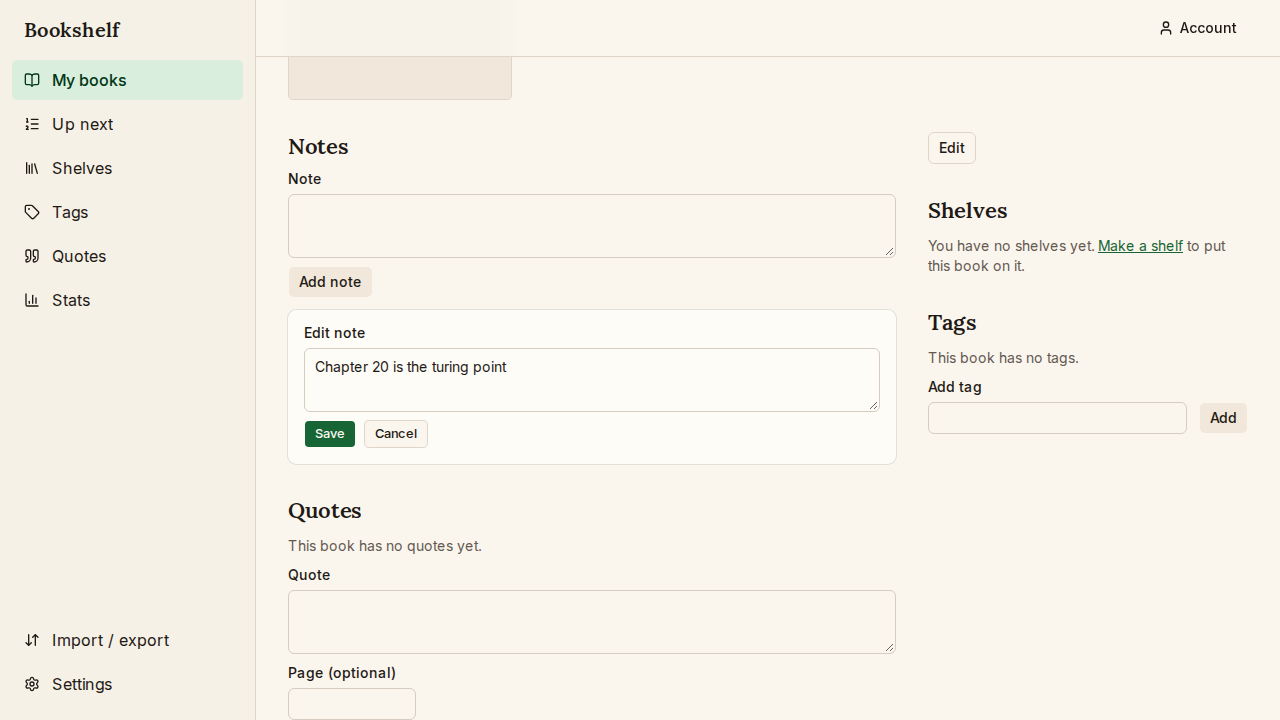 Bookshelf
My books
Up next
Shelves
Tags
Quotes
Stats
Import / export
Settings
Account
Notes
Note
Add note
Edit note
Chapter 20 is the turing point
Save
Cancel
Quotes
This book has no quotes yet.
Quote
Page (optional)
Edit
Shelves
You have no shelves yet. Make a shelf to put
this book on it.
Tags
This book has no tags.
Add tag
Add